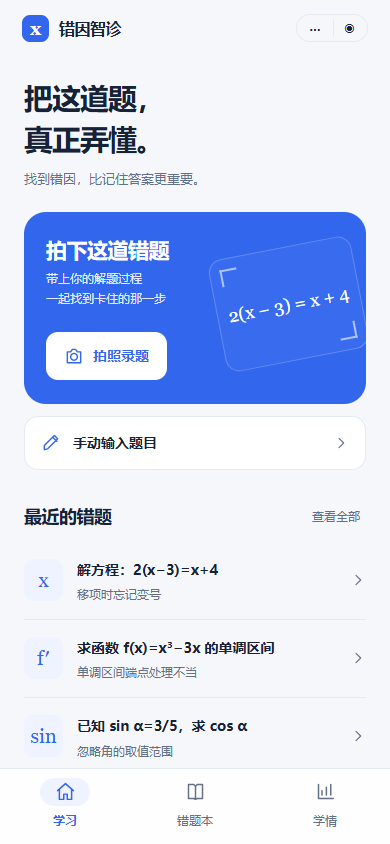 x 错因智诊
把这道题，
真正弄懂。
找到错因，比记住答案更重要。
拍下这道错题
带上你的解题过程
一起找到卡住的那一步
2(x − 3) = x + 4
拍照录题
手动输入题目
最近的错题 查看全部
x
解方程：2(x−3)=x+4
移项时忘记变号
f′
求函数 f(x)=x³−3x 的单调区间
单调区间端点处理不当
sin
已知 sin α=3/5，求 cos α
忽略角的取值范围
学习 错题本 学情